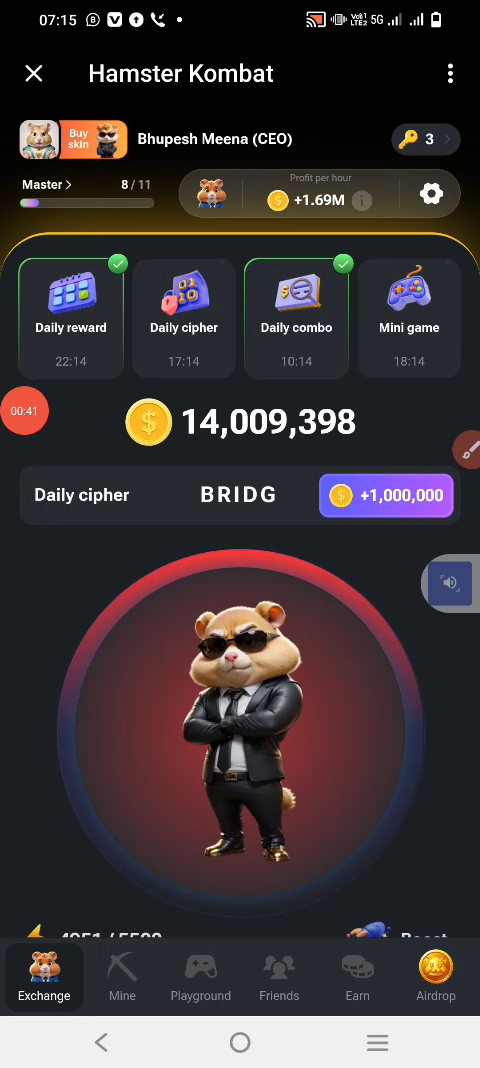 07:15 5G
Hamster Kombat
Buy skin
Bhupesh Meena (CEO)
3
Master
8 / 11
Profit per hour
+1.69M
Daily reward
22:14
Daily cipher
17:14
Daily combo
10:14
Mini game
18:14
00:41
14,009,398
Daily cipher BRIDG +1,000,000
Boost
Exchange
Mine
Playground
Friends
Earn
Airdrop